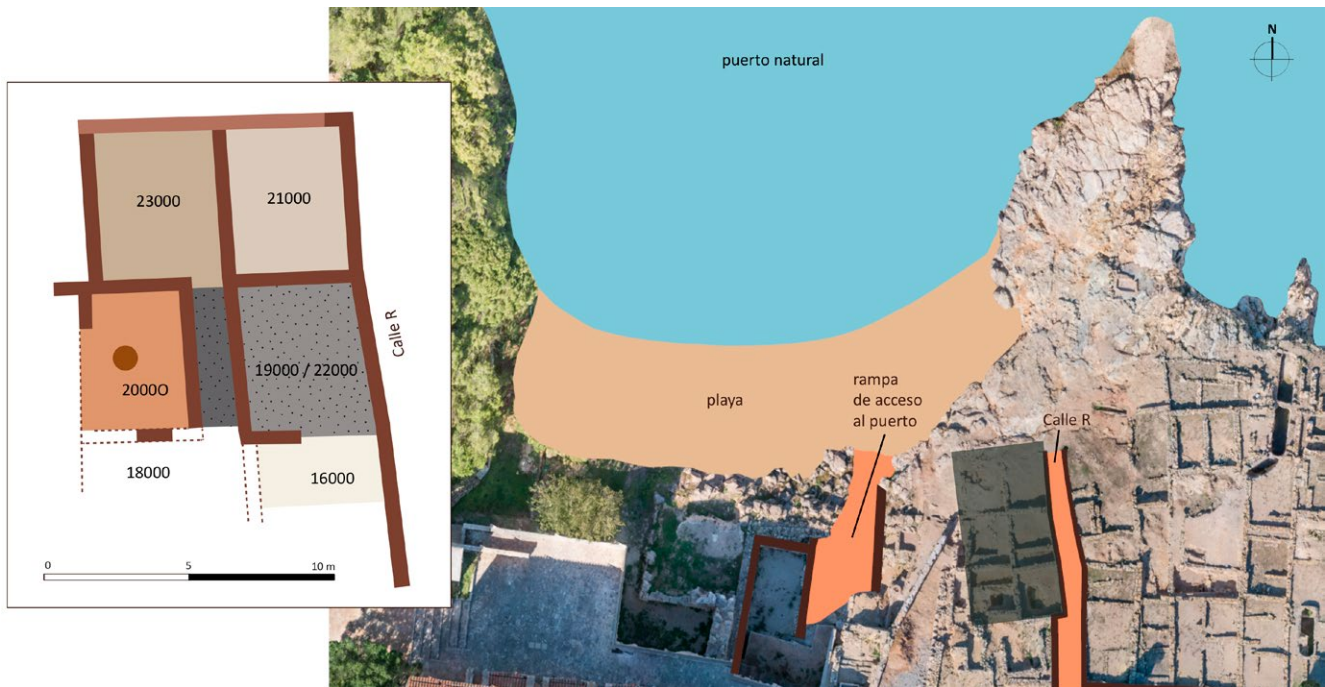 puerto natural
N
23000
21000
Calle R
19000 / 22000
2000O
18000
16000
0 5 10 m
playa
rampa
de acceso
al puerto
Calle R